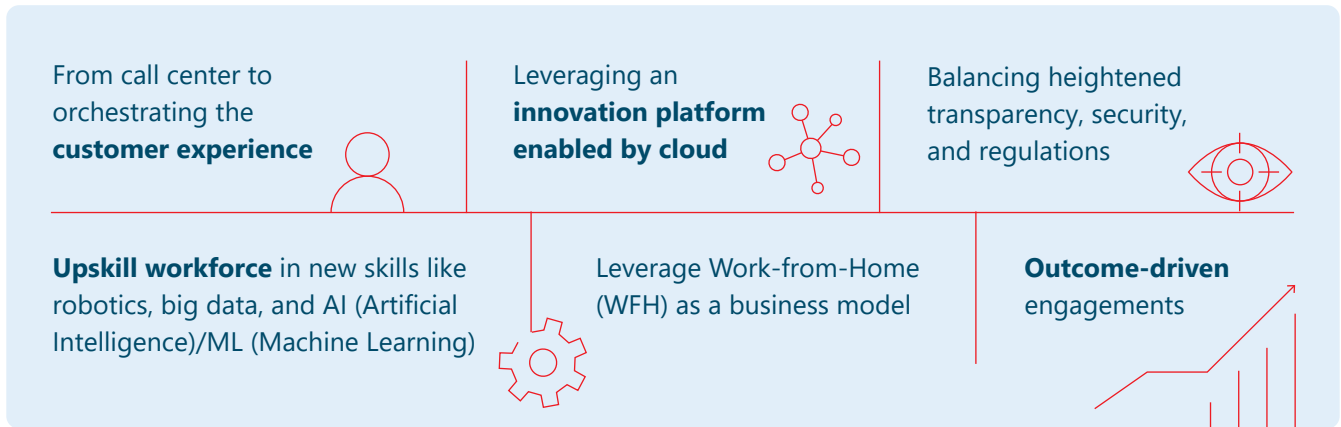 From call center to
orchestrating the
customer experience
Leveraging an
innovation platform
enabled by cloud
Balancing heightened
transparency, security,
and regulations
Upskill workforce in new skills like
robotics, big data, and AI (Artificial
Intelligence)/ML (Machine Learning)
Leverage Work-from-Home
(WFH) as a business model
Outcome-driven
engagements